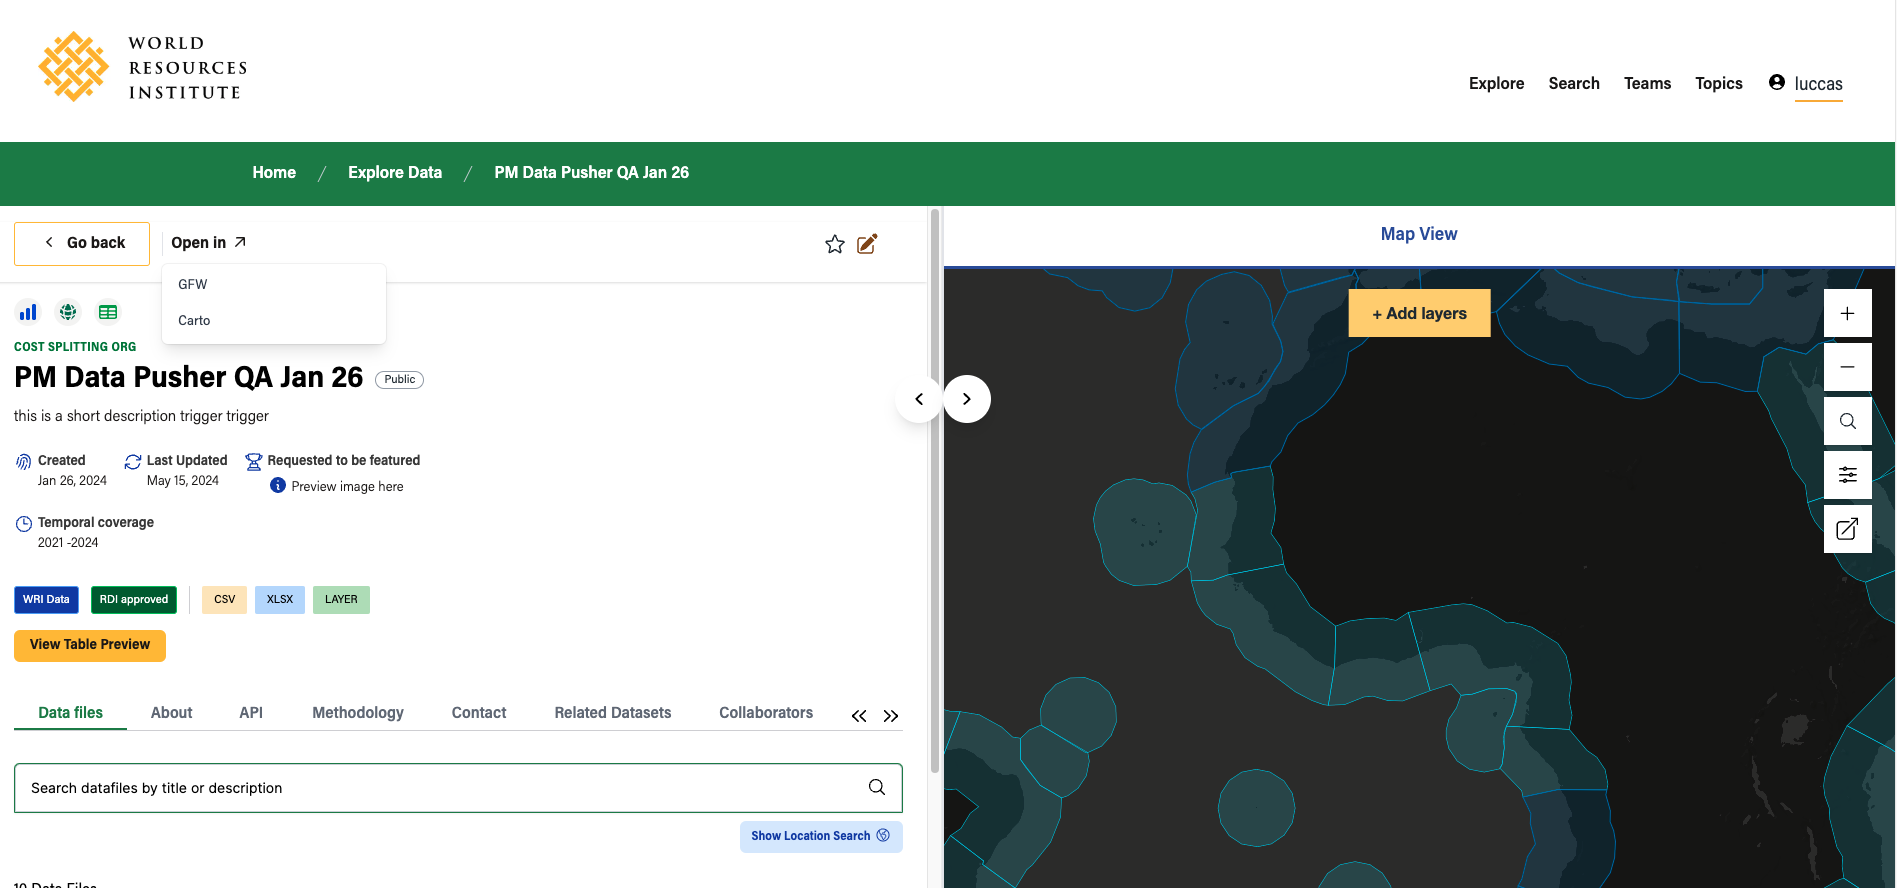 WORLD
RESOURCES
INSTITUTE
Explore
Search
Teams
Topics
luccas
Home / Explore Data / PM Data Pusher QA Jan 26
Go back
Open in
GFW
Carto
Map View
+ Add layers
COST SPLITTING ORG
PM Data Pusher QA Jan 26
Public
this is a short description trigger trigger
Created
Jan 26, 2024
Last Updated
May 15, 2024
Requested to be featured
Preview image here
Temporal coverage
2021 -2024
WRI Data
RDI approved
CSV
XLSX
LAYER
View Table Preview
Data files
About
API
Methodology
Contact
Related Datasets
Collaborators
Search datafiles by title or description
Show Location Search
10 Data Files